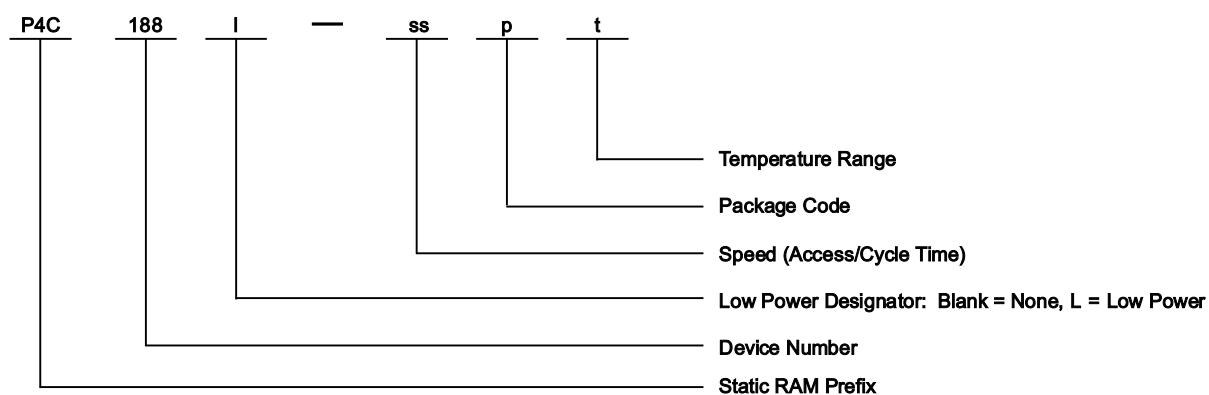 P4C 188 l — ss p t
Temperature Range
Package Code
Speed (Access/Cycle Time)
Low Power Designator: Blank = None, L = Low Power
Device Number
Static RAM Prefix